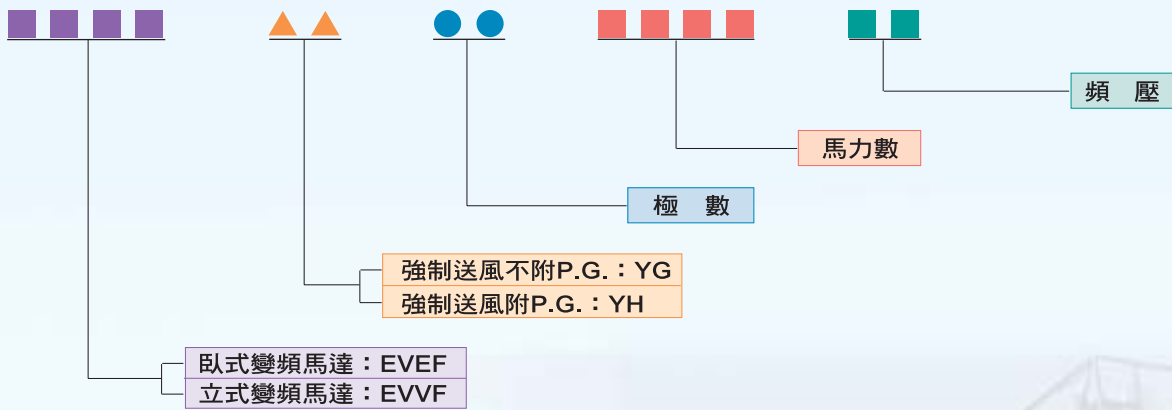 頻 壓
馬力數
極 數
強制送風不附P.G.：YG
強制送風附P.G.：YH
臥式變頻馬達：EVEF
立式變頻馬達：EVVF